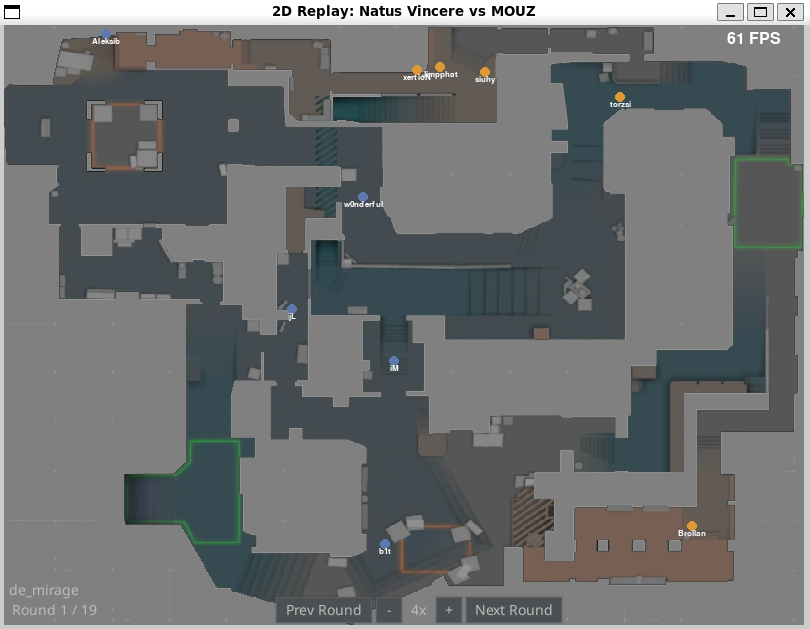 2D Replay: Natus Vincere vs MOUZ
61 FPS
Aleksib
xertioN
Jimpphat
siuhy
torzsi
w0nderful
jL
iM
b1t
Brollan
de_mirage
Round 1 / 19
Prev Round - 4x + Next Round